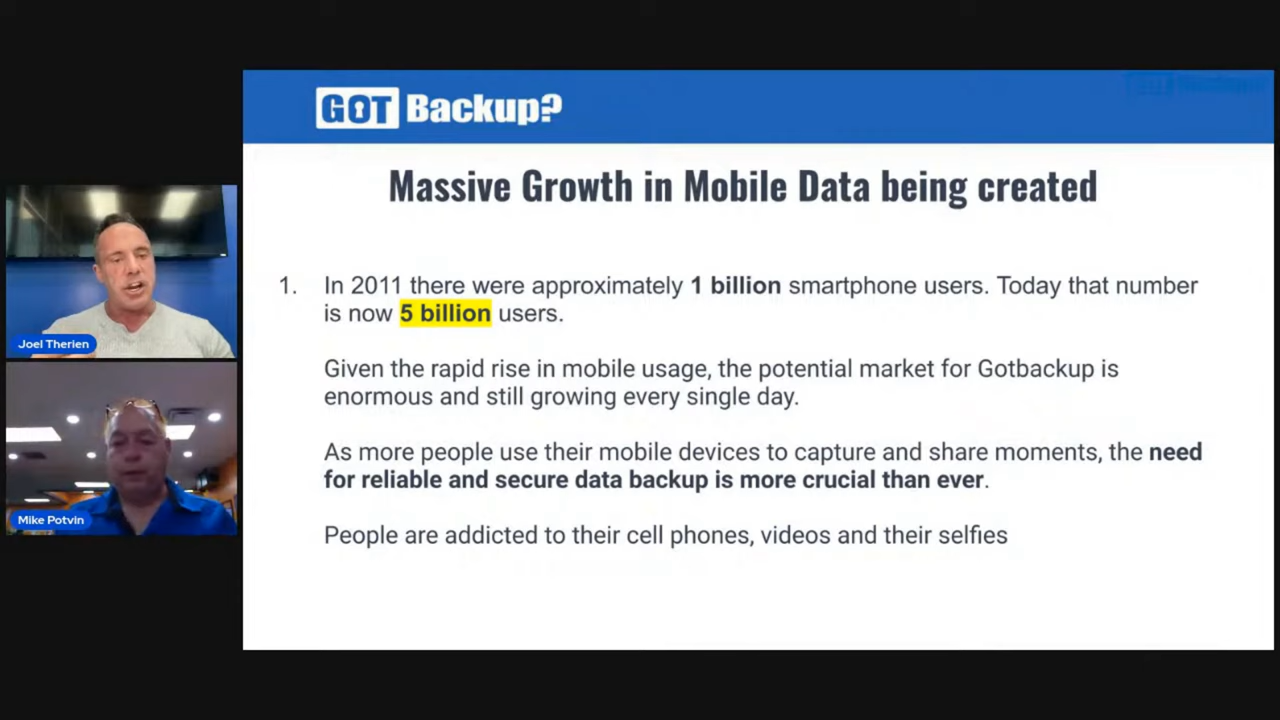 GOT Backup?
Massive Growth in Mobile Data being created
1. In 2011 there were approximately 1 billion smartphone users. Today that number
is now 5 billion users.
Given the rapid rise in mobile usage, the potential market for Gotbackup is
enormous and still growing every single day.
As more people use their mobile devices to capture and share moments, the need
for reliable and secure data backup is more crucial than ever.
People are addicted to their cell phones, videos and their selfies
Joel Therien
Mike Potvin